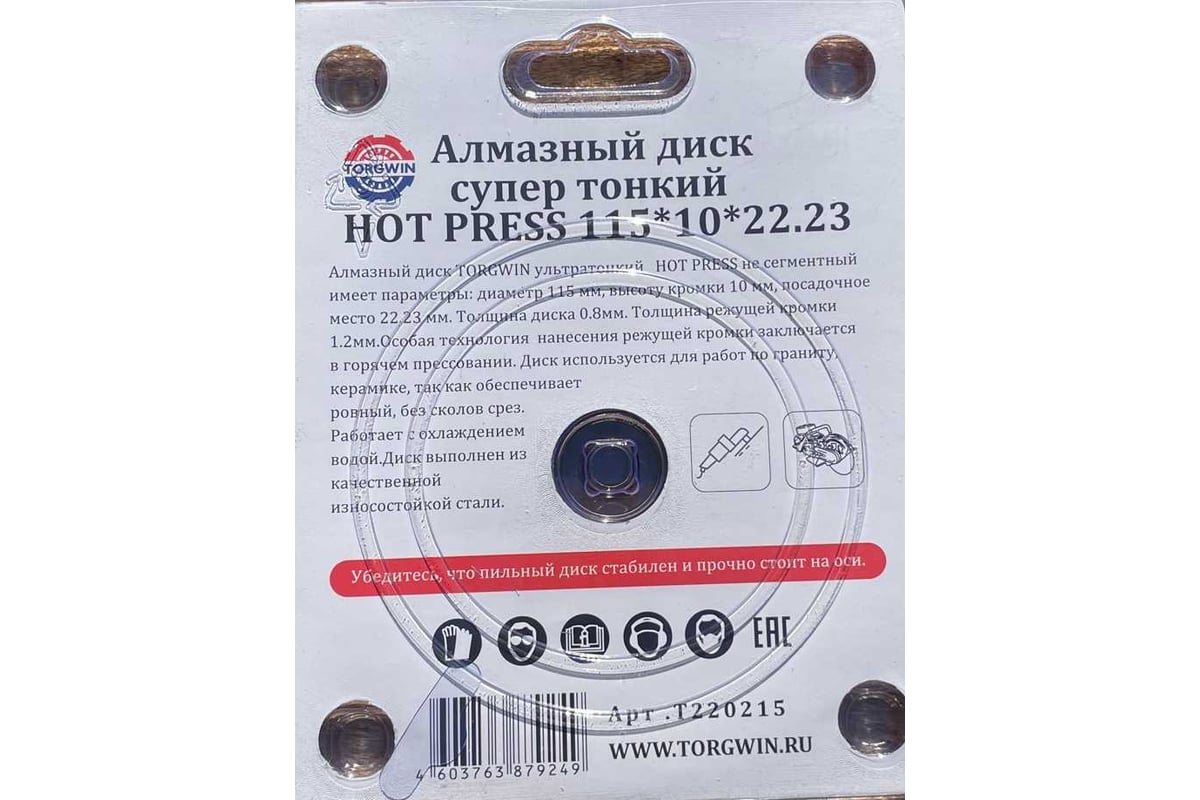 TORGWIN
Алмазный диск
супер тонкий
HOT PRESS 115*10*22.23
Алмазный диск TORGWIN ультратонкий HOT PRESS не сегментный
имеет параметры: диаметр 115 мм, высоту кромки 10 мм, посадочное
место 22.23 мм. Толщина диска 0.8мм. Толщина режущей кромки
1.2мм.Особая технология нанесения режущей кромки заключается
в горячем прессовании. Диск используется для работ по граниту,
керамике, так как обеспечивает
ровный, без сколов срез.
Работает с охлаждением
водой.Диск выполнен из
качественной
износостойкой стали.
Убедитесь, что пильный диск стабилен и прочно стоит на оси.
EAC
Арт .T220215
WWW.TORGWIN.RU
4 603763 879249